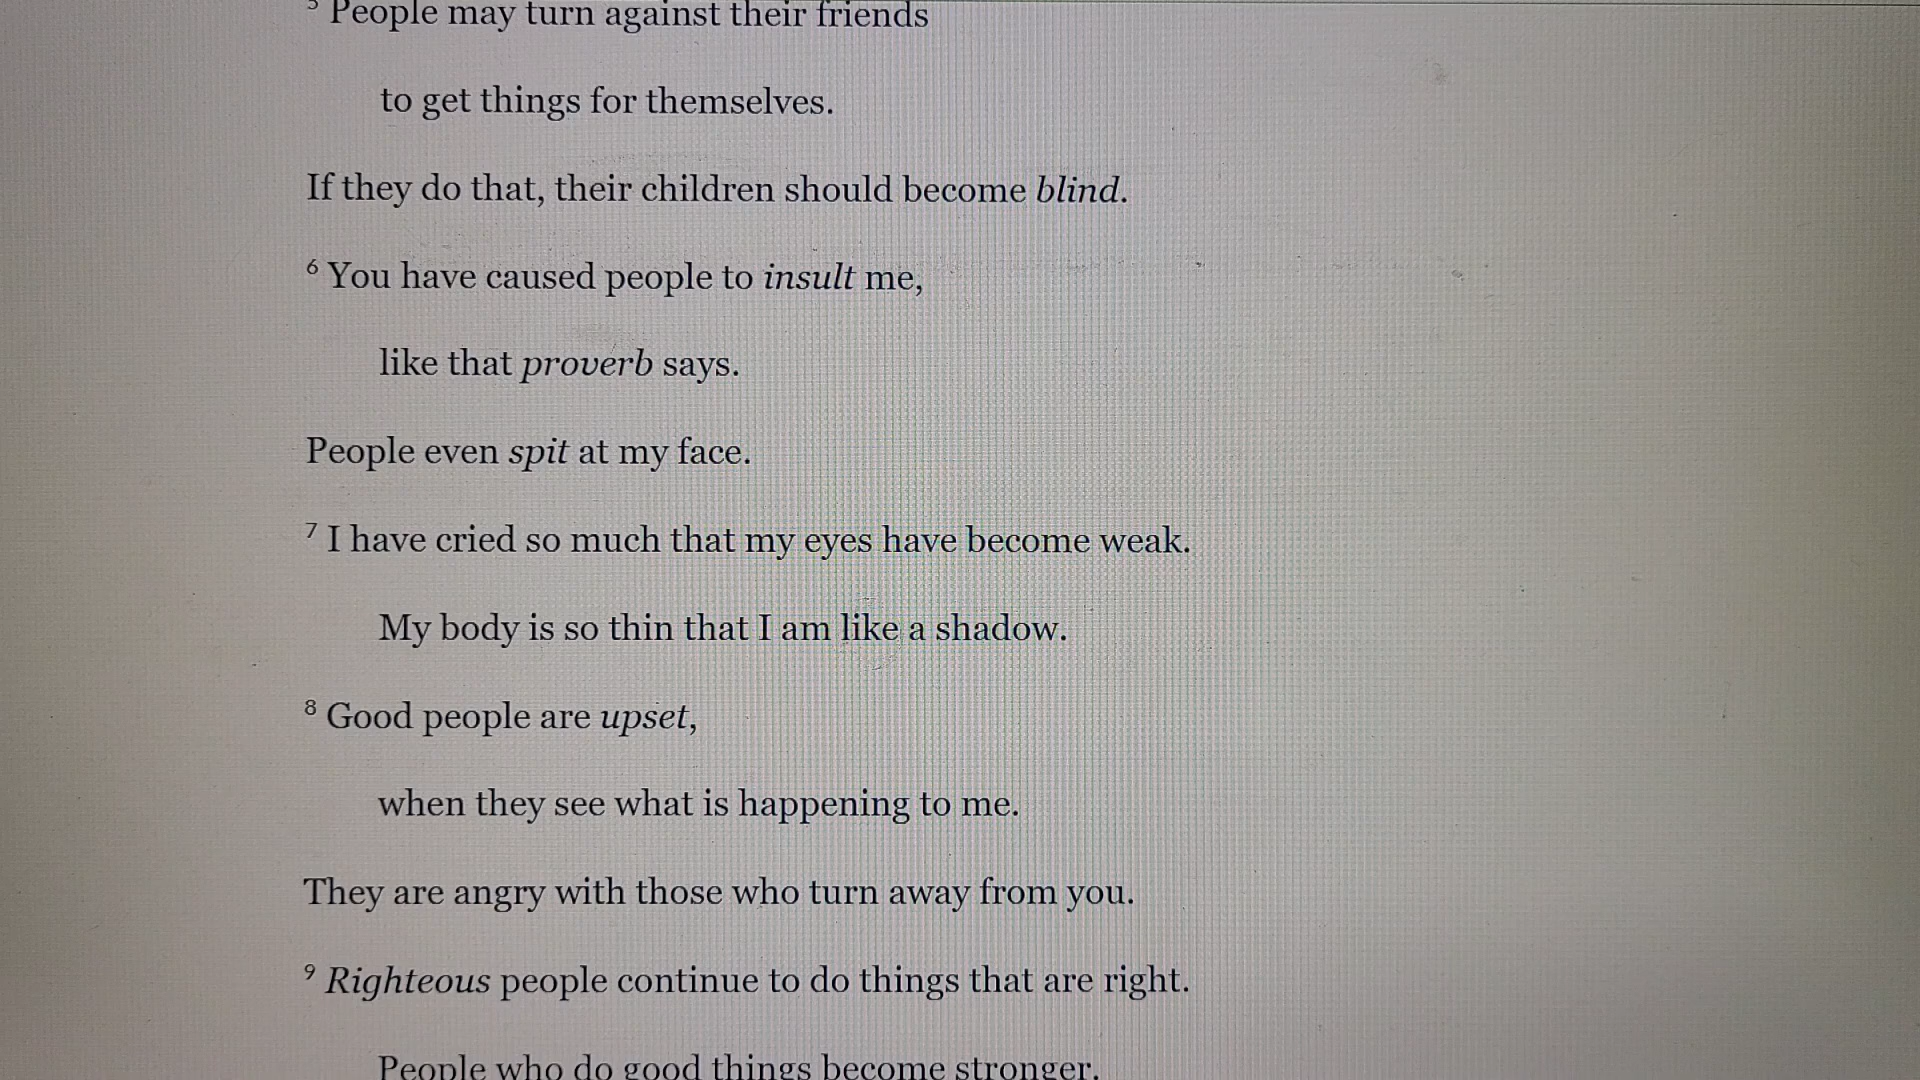 5 People may turn against their friends
to get things for themselves.
If they do that, their children should become blind.
6 You have caused people to insult me,
like that proverb says.
People even spit at my face.
7 I have cried so much that my eyes have become weak.
My body is so thin that I am like a shadow.
8 Good people are upset,
when they see what is happening to me.
They are angry with those who turn away from you.
9 Righteous people continue to do things that are right.
People who do good things become stronger.